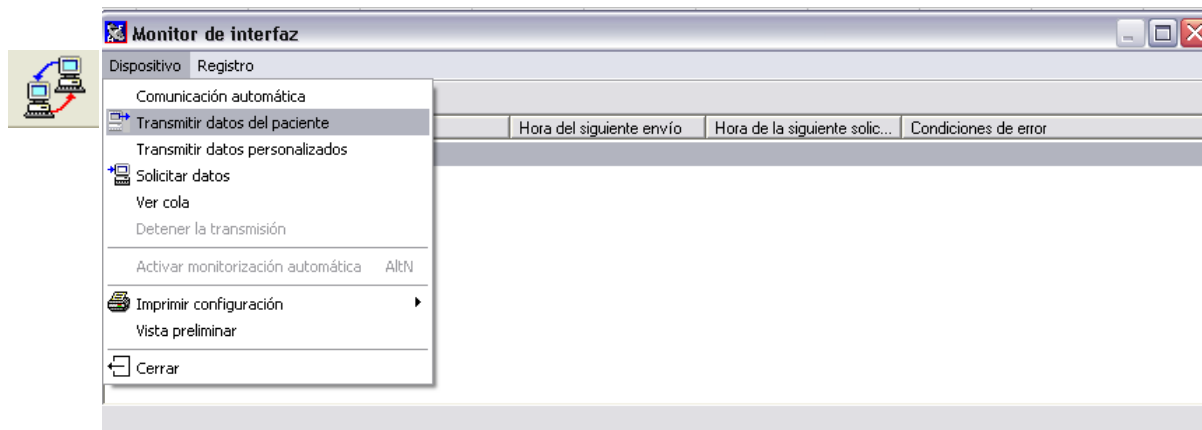 Monitor de interfaz
Dispositivo Registro
Comunicación automática
Transmitir datos del paciente
Hora del siguiente envío Hora de la siguiente solic... Condiciones de error
Transmitir datos personalizados
Solicitar datos
Ver cola
Detener la transmisión
Activar monitorización automática AltN
Imprimir configuración
Vista preliminar
Cerrar